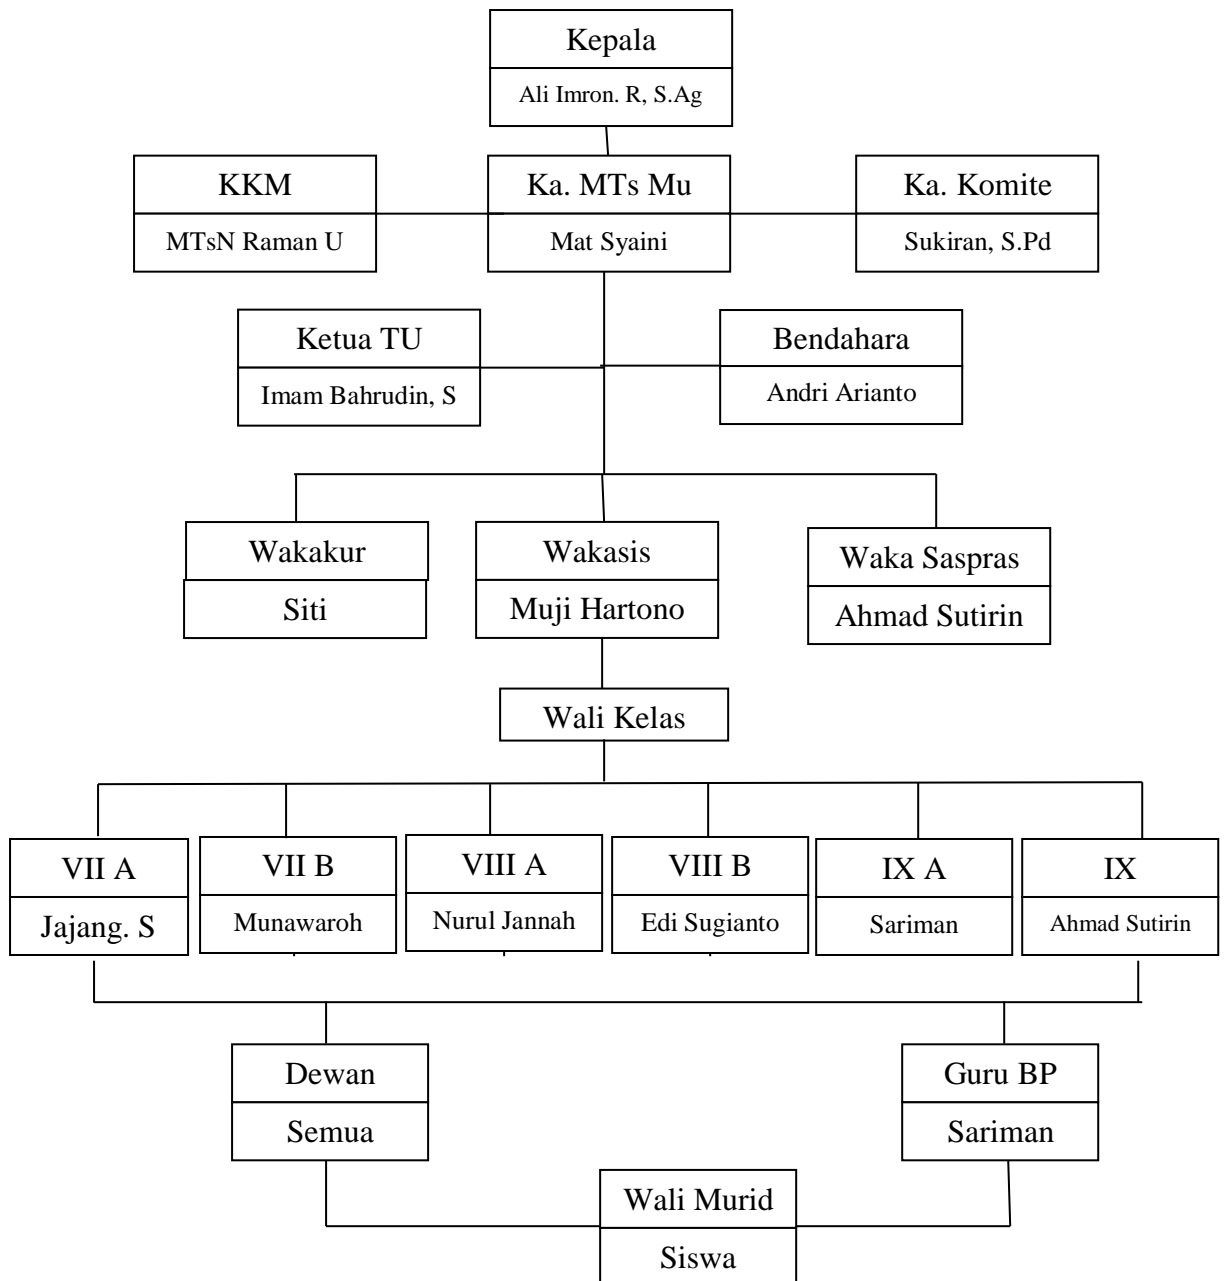 Kepala
Ali Imron. R, S.Ag
KKM
MTsN Raman U
Ka. MTs Mu
Mat Syaini
Ka. Komite
Sukiran, S.Pd
Ketua TU
Imam Bahrudin, S
Bendahara
Andri Arianto
Wakakur
Siti
Wakasis
Muji Hartono
Waka Saspras
Ahmad Sutirin
Wali Kelas
VII A
Jajang. S
VII B
Munawaroh
VIII A
Nurul Jannah
VIII B
Edi Sugianto
IX A
Sariman
IX
Ahmad Sutirin
Dewan
Semua
Guru BP
Sariman
Wali Murid
Siswa